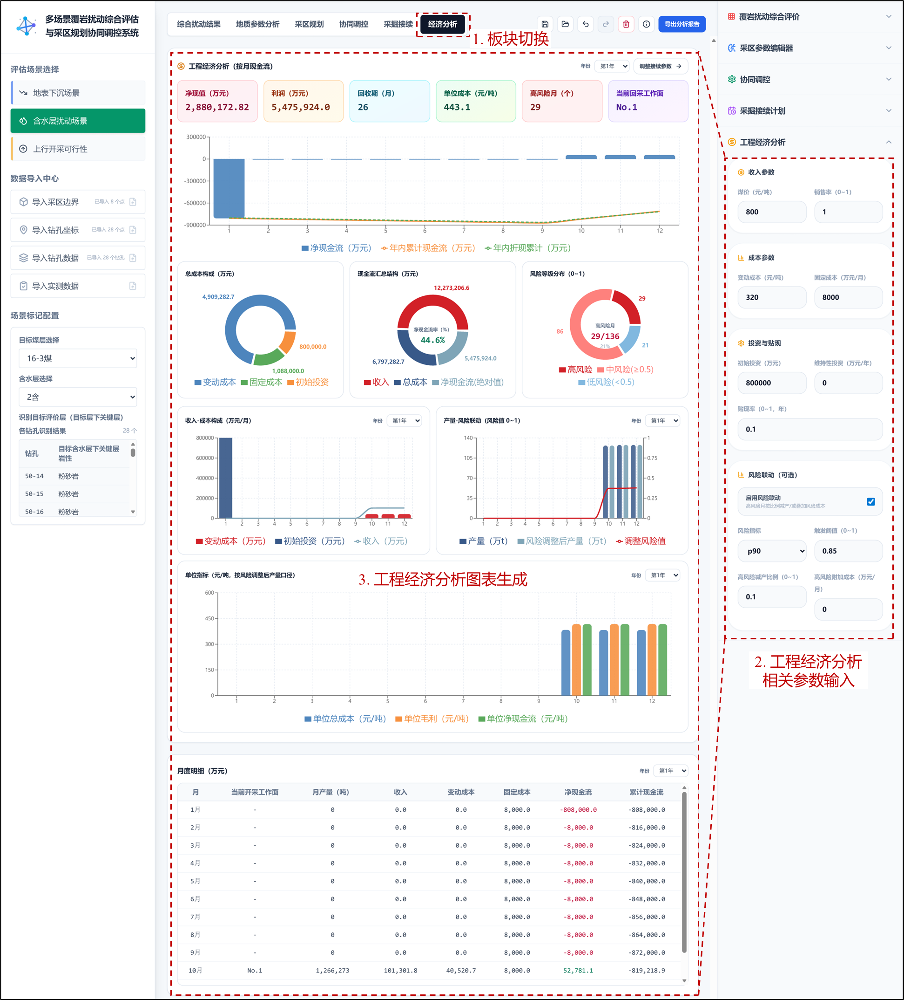 多场景覆岩扰动综合评估
与采区规划协同调控系统
评估场景选择
地表下沉场景
含水层扰动场景
上行开采可行性
数据导入中心
导入采区边界 已导入 8 个点
导入钻孔坐标 已导入 28 个点
导入钻孔数据 已导入 28 个钻孔
导入实测数据
场景标记配置
目标煤层选择
16-3煤
含水层选择
2含
识别目标评价层（目标层下关键层）
各钻孔识别结果 28 个
钻孔 目标含水层下关键层
岩性
50-14 粉砂岩
50-15 粉砂岩
50-16 粉砂岩
综合扰动结果 地质参数分析 采区规划 协同调控 采掘接续 经济分析 导出分析报告
1. 板块切换
工程经济分析（按月现金流） 年份 第1年 调整接续参数 →
净现值（万元） 利润（万元） 回收期（月） 单位成本（元/吨） 高风险月（个） 当前回采工作面
2,880,172.82 5,475,924.0 26 443.1 29 No.1
300000
0
-300000
-600000
-900000
1 2 3 4 5 6 7 8 9 10 11 12
净现金流（万元） 年内累计现金流（万元） 年内折现累计（万元）
总成本构成（万元）
4,909,282.7
800,000.0
1,088,000.0
变动成本 固定成本 初始投资
现金流汇总结构（万元）
12,273,206.6
净现金流率（%）
44.6%
6,797,282.7 5,475,924.0
收入 总成本 净现金流(绝对值)
风险等级分布（0~1）
29
86
高风险月
29/136
21%
21
高风险 中风险(≥0.5)
低风险(<0.5)
收入-成本构成（万元/月） 年份 第1年
800000
600000
400000
200000
0
1 2 3 4 5 6 7 8 9 10 11 12
变动成本（万元） 初始投资（万元） 收入（万元）
产量-风险联动（风险值 0~1） 年份 第1年
140 1
105 0.75
70 0.5
35 0.25
0 0
1 2 3 4 5 6 7 8 9 10 11 12
产量（万t） 风险调整后产量（万t） 调整风险值
单位指标（元/吨，按风险调整后产量口径） 年份 第1年
3. 工程经济分析图表生成
600
450
300
150
0
1 2 3 4 5 6 7 8 9 10 11 12
单位总成本（元/吨） 单位毛利（元/吨） 单位净现金流（元/吨）
月度明细（万元） 年份 第1年
月 当前开采工作面 月产量（吨） 收入 变动成本 固定成本 净现金流 累计现金流
1月 - 0 0.0 0.0 8,000.0 -808,000.0 -808,000.0
2月 - 0 0.0 0.0 8,000.0 -8,000.0 -816,000.0
3月 - 0 0.0 0.0 8,000.0 -8,000.0 -824,000.0
4月 - 0 0.0 0.0 8,000.0 -8,000.0 -832,000.0
5月 - 0 0.0 0.0 8,000.0 -8,000.0 -840,000.0
6月 - 0 0.0 0.0 8,000.0 -8,000.0 -848,000.0
7月 - 0 0.0 0.0 8,000.0 -8,000.0 -856,000.0
8月 - 0 0.0 0.0 8,000.0 -8,000.0 -864,000.0
9月 - 0 0.0 0.0 8,000.0 -8,000.0 -872,000.0
10月 No.1 1,266,273 101,301.8 40,520.7 8,000.0 52,781.1 -819,218.9
覆岩扰动综合评价
采区参数编辑器
协同调控
采掘接续计划
工程经济分析
收入参数
煤价（元/吨） 销售率（0~1）
800 1
成本参数
变动成本（元/吨） 固定成本（万元/月）
320 8000
投资与贴现
初始投资（万元） 维持性投资（万元/年）
800000 0
贴现率（0~1，年）
0.1
风险联动（可选）
启用风险联动
高风险月按比例减产/或叠加风险成本
风险指标 触发阈值（0~1）
p90 0.85
高风险减产比例（0~1） 高风险附加成本（万元/
月）
0.1 0
2. 工程经济分析
相关参数输入